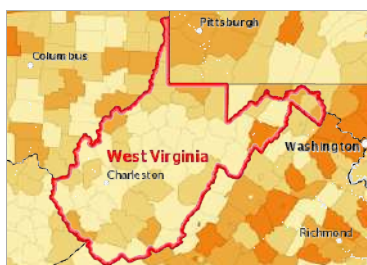 Pittsburgh
Columbus
West Virginia
Charleston
Washington
Richmond